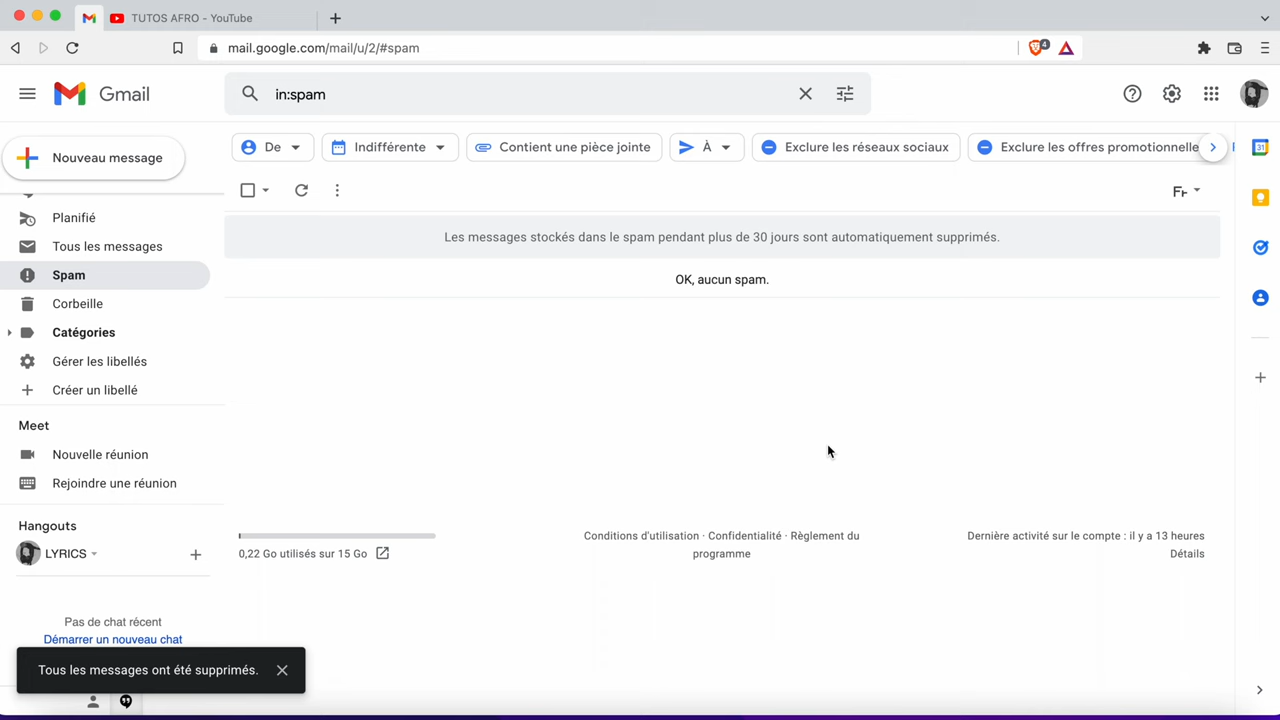 TUTOS AFRO - YouTube
mail.google.com/mail/u/2/#spam
4
Gmail
in:spam
Nouveau message
De
Indifférente
Contient une pièce jointe
À
Exclure les réseaux sociaux
Exclure les offres promotionnelle
31
Planifié
Tous les messages
Spam
Corbeille
Catégories
Gérer les libellés
Créer un libellé
Les messages stockés dans le spam pendant plus de 30 jours sont automatiquement supprimés.
OK, aucun spam.
Meet
Nouvelle réunion
Rejoindre une réunion
Hangouts
LYRICS
0,22 Go utilisés sur 15 Go
Conditions d'utilisation · Confidentialité · Règlement du
programme
Dernière activité sur le compte : il y a 13 heures
Détails
Pas de chat récent
Démarrer un nouveau chat
Tous les messages ont été supprimés.